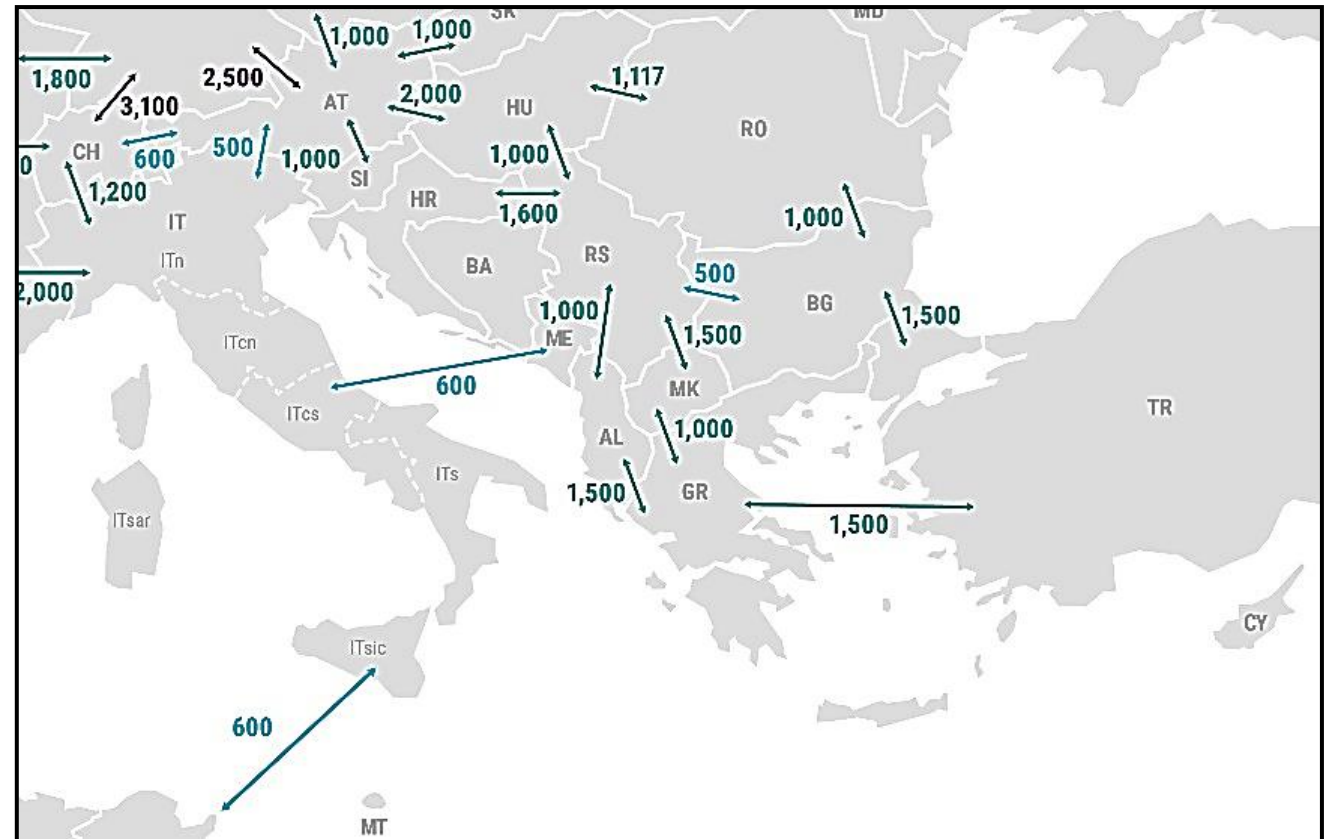 SK
MD
1,000
1,000
1,800
2,500
3,100
AT
2,000
HU
1,117
RO
CH
600
500
1,000
SI
1,000
0
1,200
HR
1,600
1,000
IT
ITn
BA
RS
500
BG
2,000
1,000
ME
1,500
1,500
ITcn
600
MK
TR
ITcs
AL
1,000
ITs
1,500
GR
1,500
ITsar
CY
ITsic
600
MT